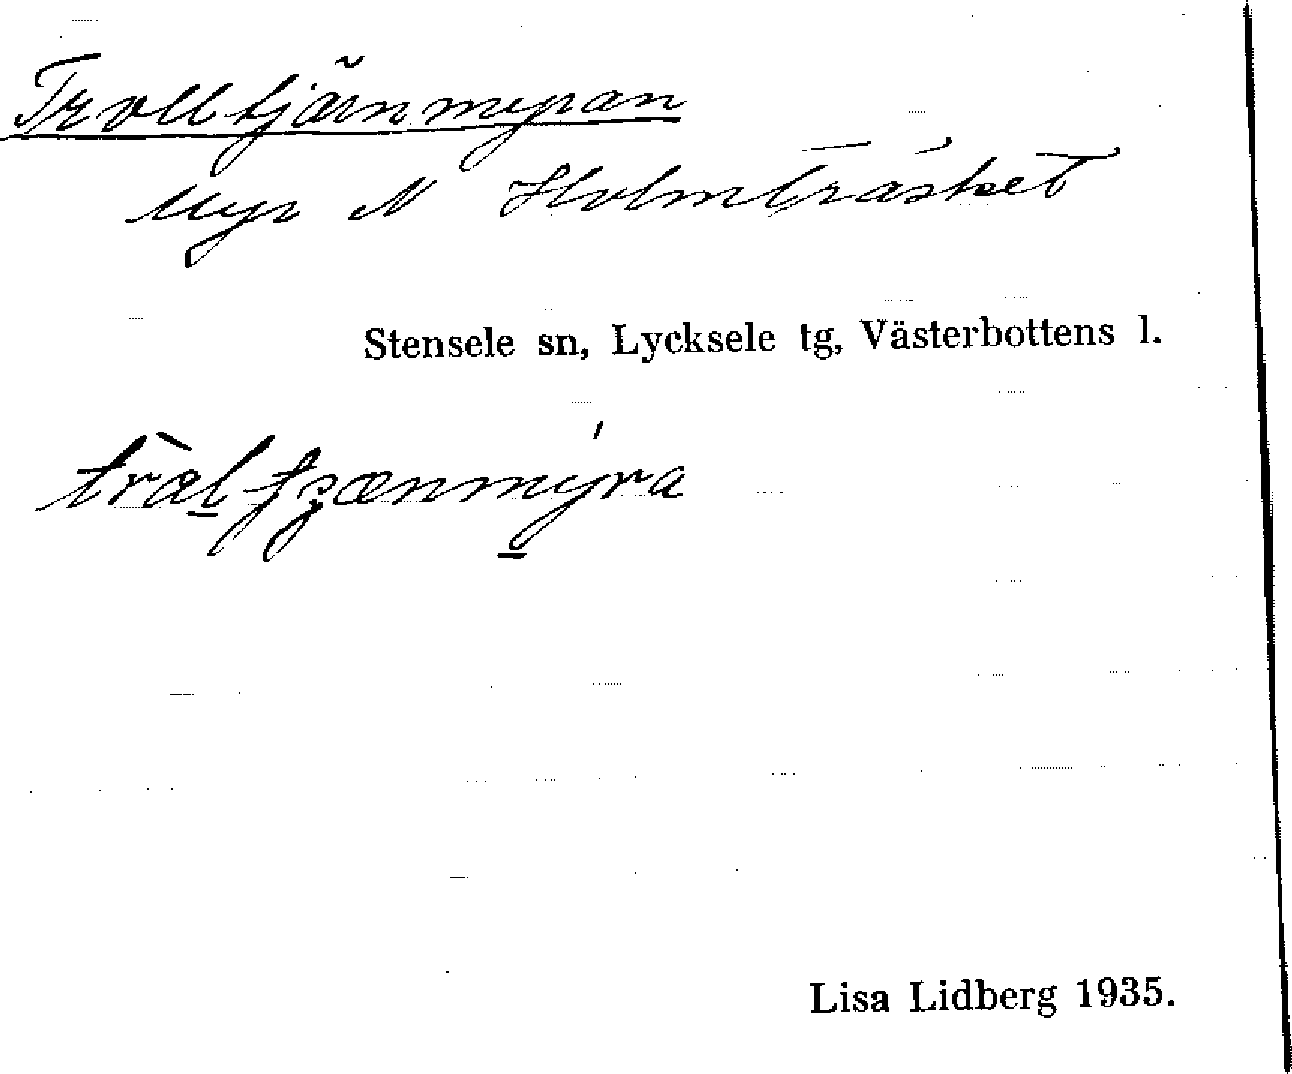 Trolltjärnmyran
Myr N Holmträsket
Stensele sn, Lycksele tg, Västerbottens l.
Lisa Lidberg 1935.